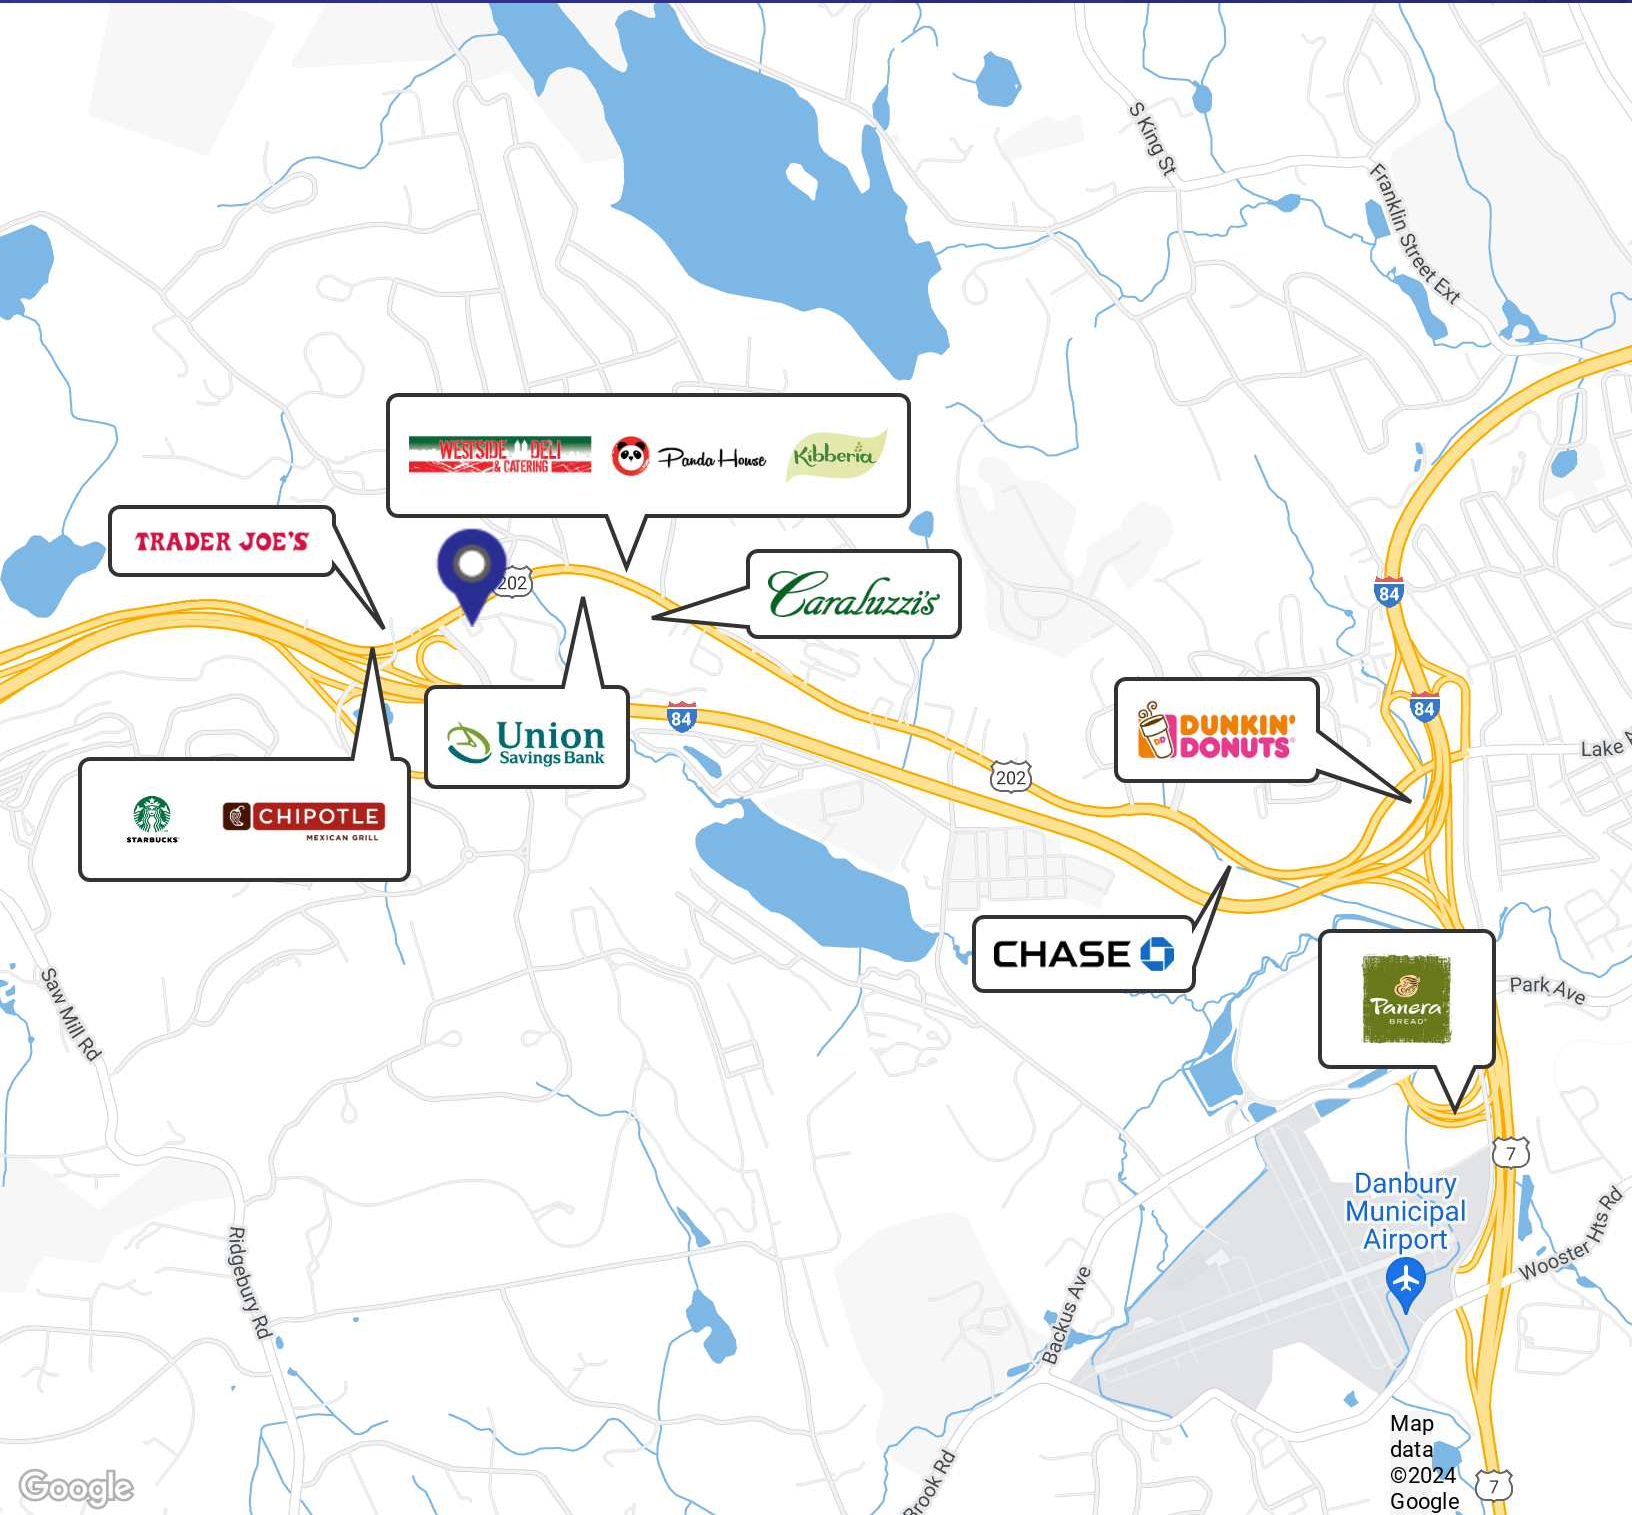 S King St
Franklin Street Ext
WESTSIDE DELI
& CATERING
Panda House
Kibberia
TRADER JOE'S
202
Caraluzzi's
84
Union
Savings Bank
84
84
DUNKIN'
DONUTS
Lake
202
STARBUCKS
CHIPOTLE
MEXICAN GRILL
CHASE
Panera
BREAD
Park Ave
Saw Mill Rd
7
Danbury
Municipal
Airport
Wooster Hts Rd
Ridgebury Rd
Backus Ave
Brook Rd
Map
data
©2024
Google
7
Google